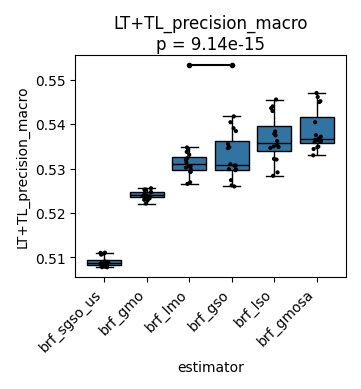 LT+TL_precision_macro
p = 9.14e-15
LT+TL_precision_macro
0.55
0.54
0.53
0.52
0.51
brf_sgso_us
brf_gmo
brf_lmo
brf_gso
brf_lso
brf_gmosa
estimator